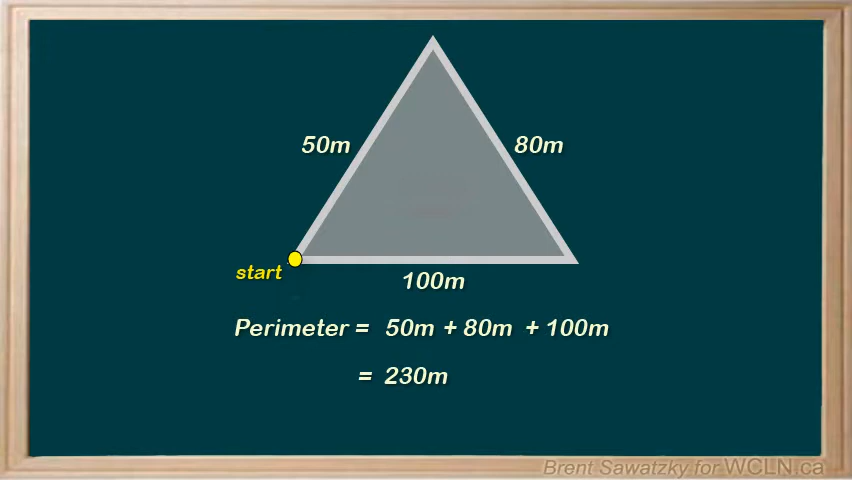 50m
80m
start
100m
Perimeter = 50m + 80m + 100m
= 230m
Brent Sawatzky for WCLN.ca